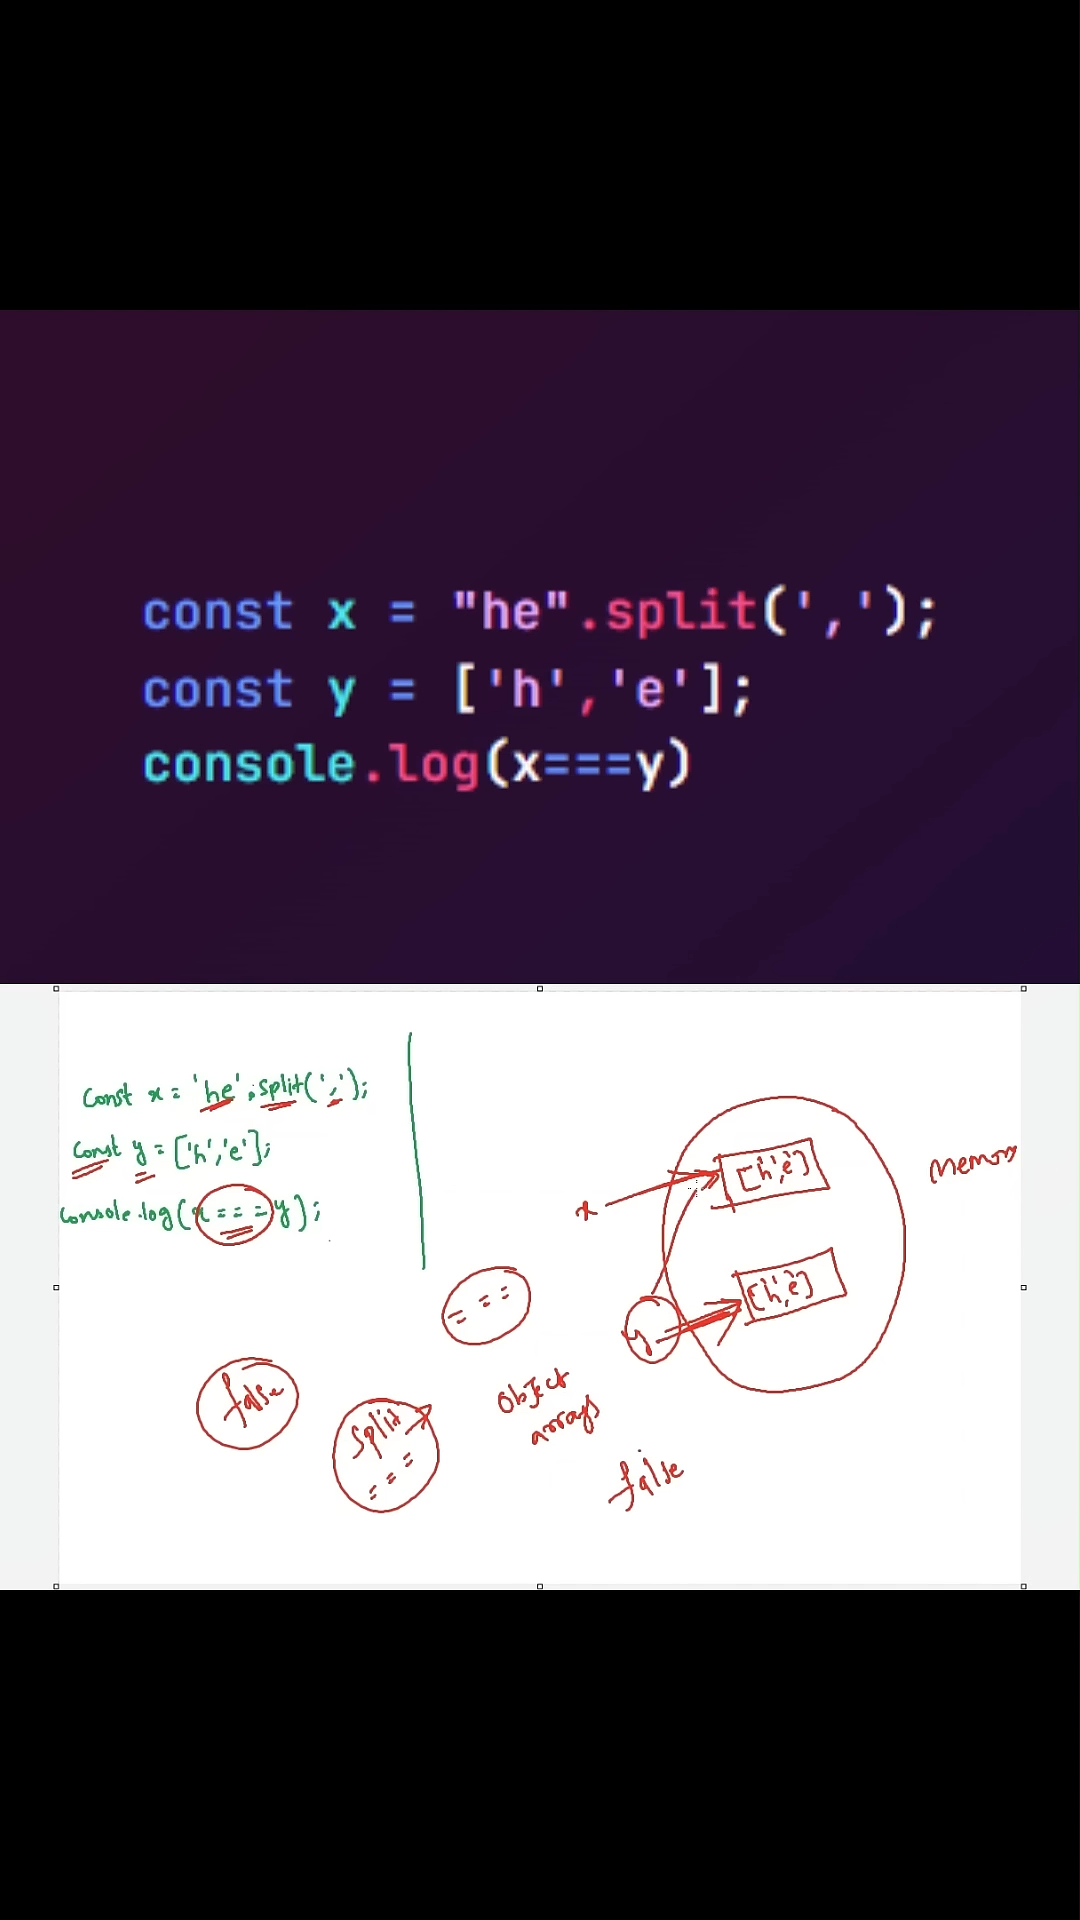 const x = "he".split(',');
const y = ['h','e'];
console.log(x===y)
Const x = 'he'.split(',');
Const y = ['h','e'];
console.log(x === y);
x
['h','e']
Memory
['h','e']
y
===
false
split
===
object
arrays
false